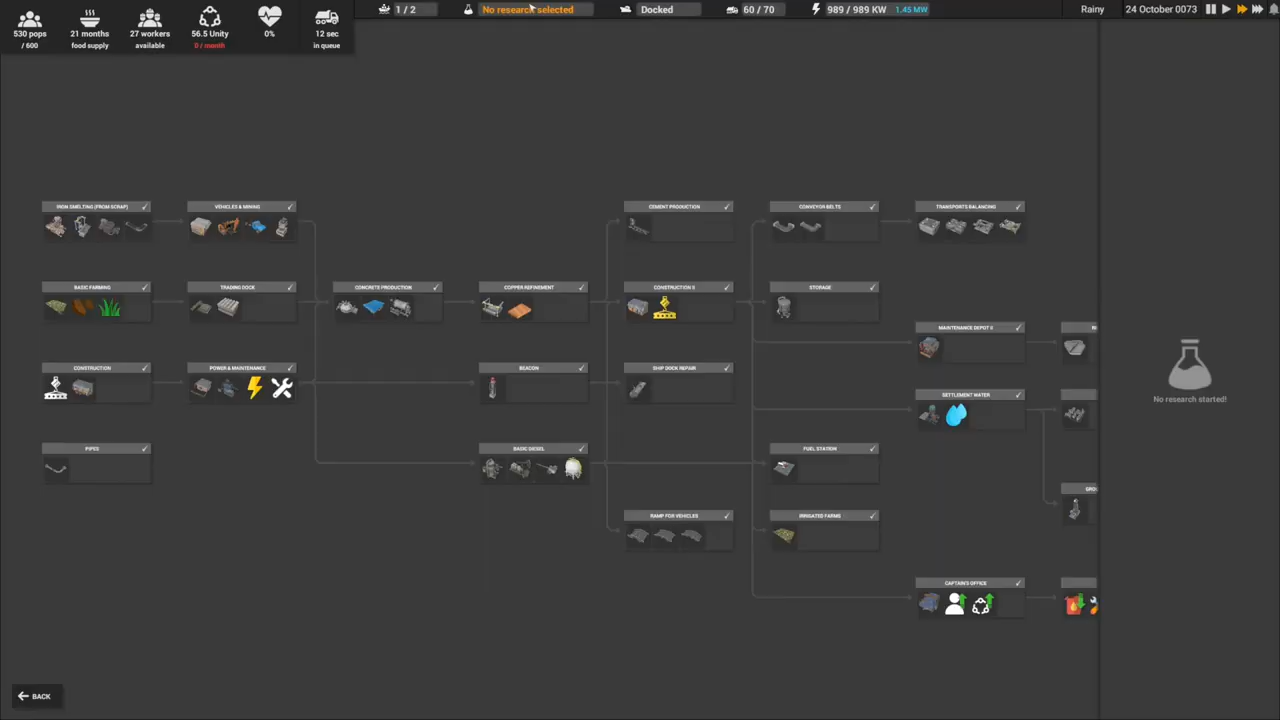 530 pops
/ 600
21 months
food supply
27 workers
available
56.5 Unity
0 / month
0%
12 sec
in queue
1 / 2
No research selected
Docked
60 / 70
989 / 989 KW
1.45 MW
Rainy
24 October 0073
IRON SMELTING (FROM SCRAP)
VEHICLES & MINING
CEMENT PRODUCTION
CONVEYOR BELTS
TRANSPORTS BALANCING
BASIC FARMING
TRADING DOCK
CONCRETE PRODUCTION
COPPER REFINEMENT
CONSTRUCTION II
STORAGE
MAINTENANCE DEPOT II
CONSTRUCTION
POWER & MAINTENANCE
BEACON
SHIP DOCK REPAIR
SETTLEMENT WATER
No research started!
PIPES
BASIC DIESEL
FUEL STATION
GRO
RAMP FOR VEHICLES
IRRIGATED FARMS
CAPTAIN'S OFFICE
BACK